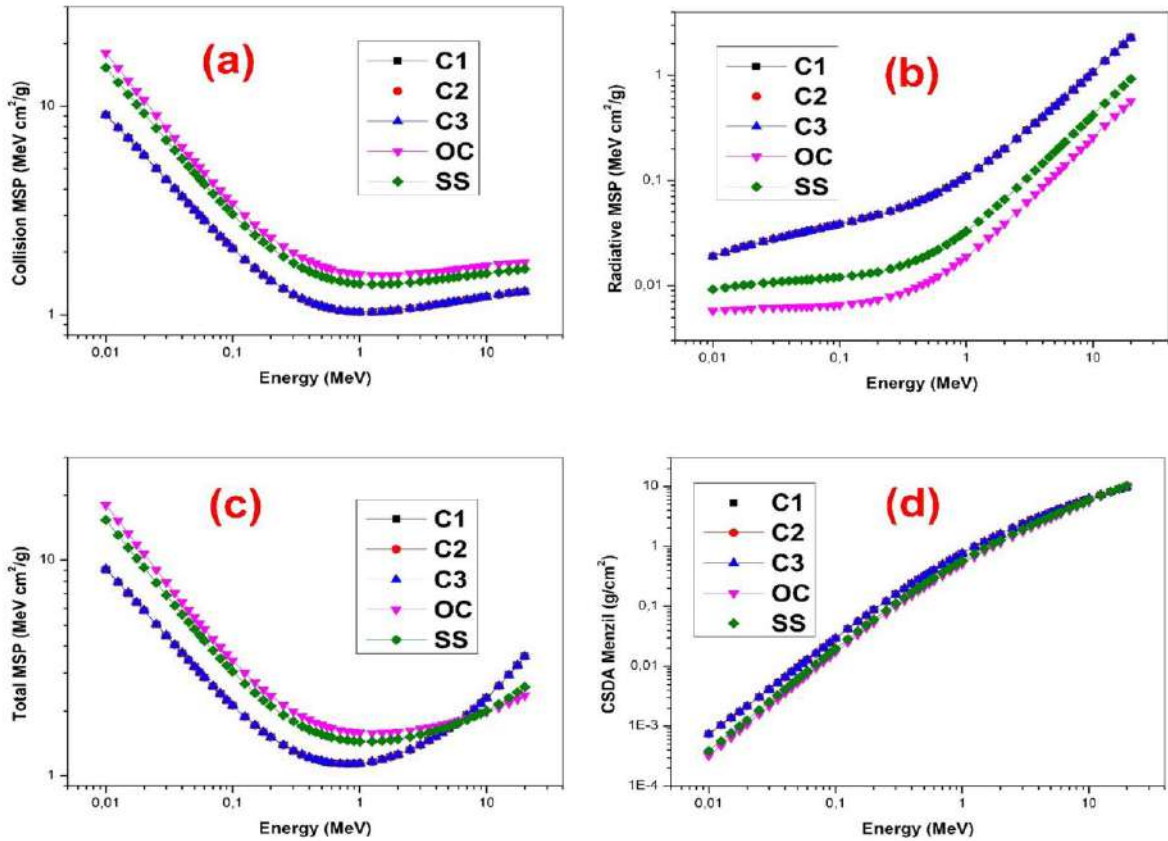 (a)
C1
C2
C3
OC
SS
Collision MSP (MeV cm²/g)
10
1
0,01 0,1 1 10
Energy (MeV)
(b)
C1
C2
C3
OC
SS
Radiative MSP (MeV cm²/g)
1
0,1
0,01
0,01 0,1 1 10
Energy (MeV)
(c)
C1
C2
C3
OC
SS
Total MSP (MeV cm²/g)
10
1
0,01 0,1 1 10
Energy (MeV)
(d)
C1
C2
C3
OC
SS
CSDA Menzil (g/cm²)
10
1
0,1
0,01
1E-3
1E-4
0,01 0,1 1 10
Energy (MeV)